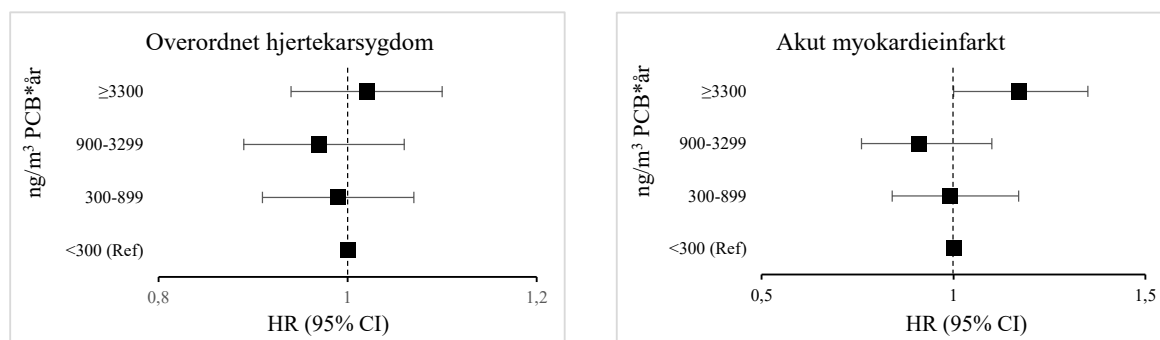 Overordnet hjertekarsygdom
ng/m³ PCB*år
≥3300
900-3299
300-899
<300 (Ref)
0,8
1
1,2
HR (95% CI)
Akut myokardieinfarkt
ng/m³ PCB*år
≥3300
900-3299
300-899
<300 (Ref)
0,5
1
1,5
HR (95% CI)